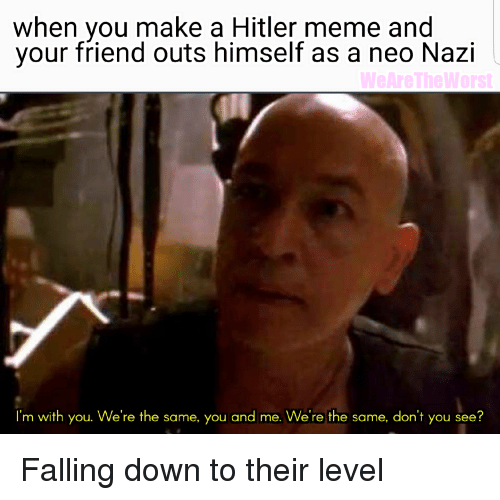 when you make a Hitler meme and
your friend outs himself as a neo Nazi
WeAreTheWorst
I'm with you. We're the same, you and me. We're the same, don't you see?
Falling down to their level